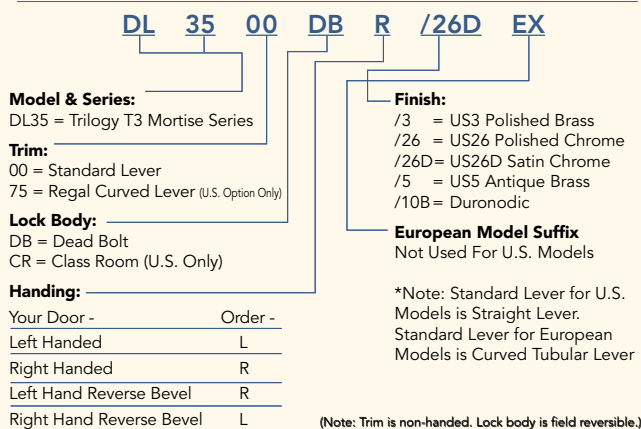 DL 35 00 DB R /26D EX
Model & Series:
DL35 = Trilogy T3 Mortise Series
Trim:
00 = Standard Lever
75 = Regal Curved Lever (U.S. Option Only)
Lock Body:
DB = Dead Bolt
CR = Class Room (U.S. Only)
Handing:
Your Door - Order -
Left Handed L
Right Handed R
Left Hand Reverse Bevel R
Right Hand Reverse Bevel L
Finish:
/3 = US3 Polished Brass
/26 = US26 Polished Chrome
/26D= US26D Satin Chrome
/5 = US5 Antique Brass
/10B= Duronodic
European Model Suffix
Not Used For U.S. Models
*Note: Standard Lever for U.S.
Models is Straight Lever.
Standard Lever for European
Models is Curved Tubular Lever
(Note: Trim is non-handed. Lock body is field reversible.)